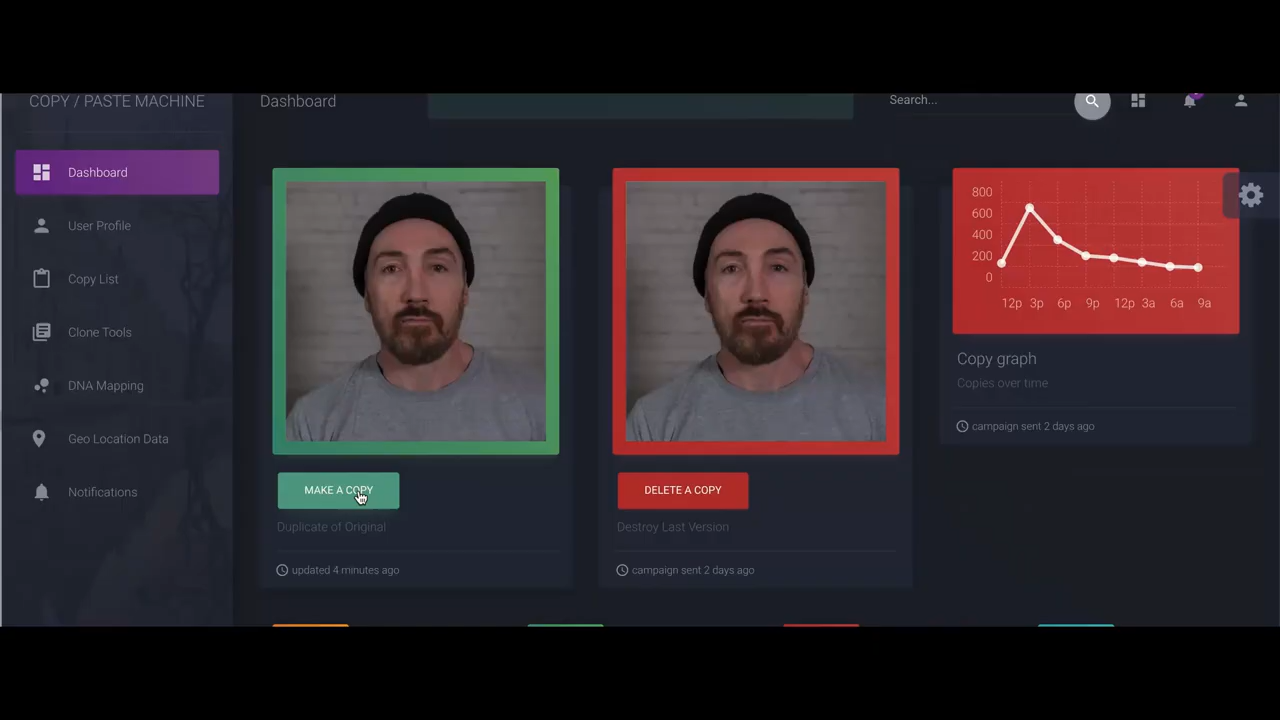 COPY / PASTE MACHINE
Dashboard
Search...
Dashboard
User Profile
Copy List
Clone Tools
DNA Mapping
Geo Location Data
Notifications
MAKE A COPY
Duplicate of Original
updated 4 minutes ago
DELETE A COPY
Destroy Last Version
campaign sent 2 days ago
800
600
400
200
0
12p 3p 6p 9p 12p 3a 6a 9a
Copy graph
Copies over time
campaign sent 2 days ago